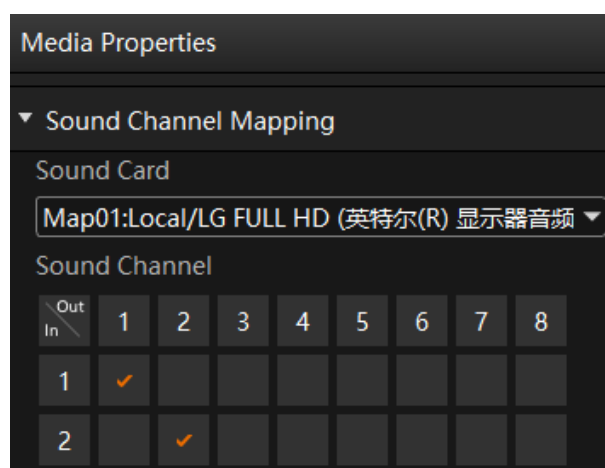 Media Properties
Sound Channel Mapping
Sound Card
Map01:Local/LG FULL HD (英特尔(R) 显示器音频
Sound Channel
Out
In 1 2 3 4 5 6 7 8
1
2